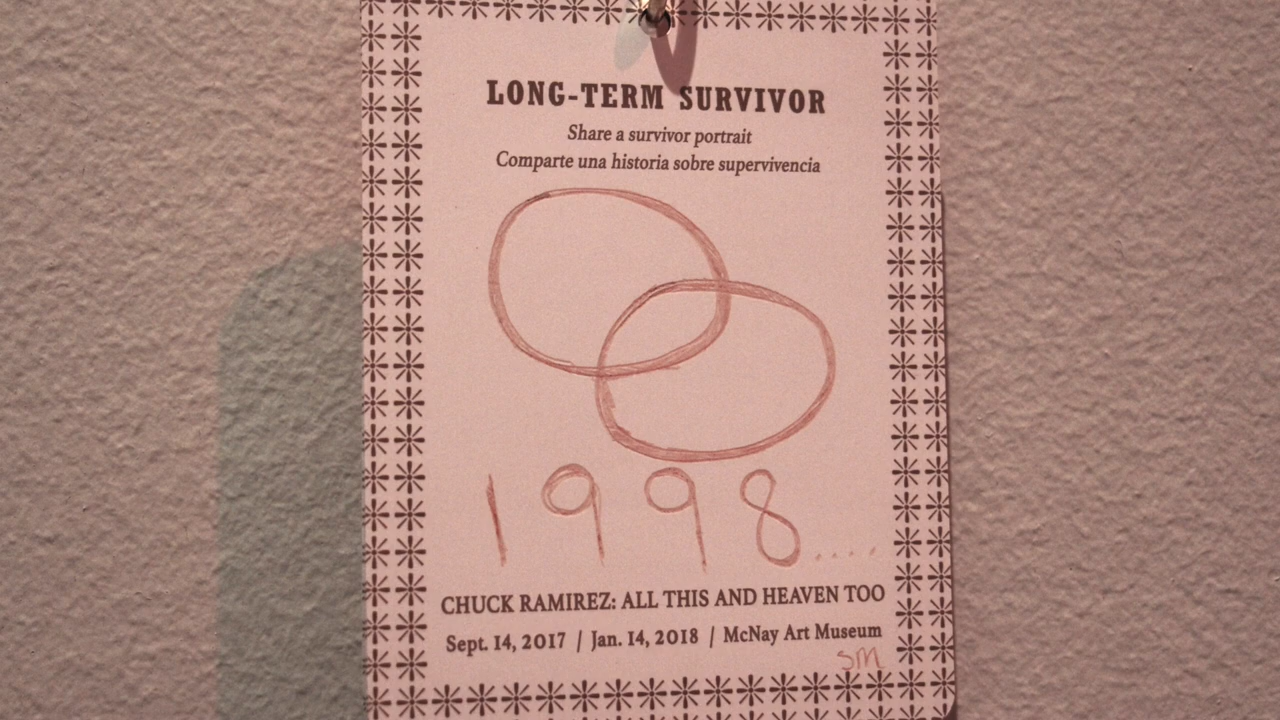 LONG-TERM SURVIVOR
Share a survivor portrait
Comparte una historia sobre supervivencia
1998....
CHUCK RAMIREZ: ALL THIS AND HEAVEN TOO
Sept. 14, 2017 | Jan. 14, 2018 | McNay Art Museum
SM